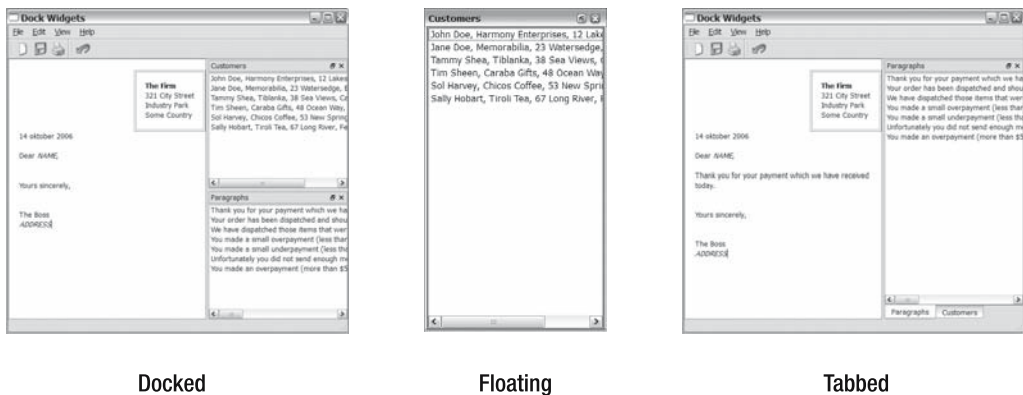 Dock Widgets
File Edit View Help
The Firm
321 City Street
Industry Park
Some Country
14 oktober 2006
Dear NAME,
Yours sincerely,
The Boss
ADDRESS
Customers
John Doe, Harmony Enterprises, 12 Lakes
Jane Doe, Memorabilia, 23 Watersedge, B
Tammy Shea, Tiblanka, 38 Sea Views, Ca
Tim Sheen, Caraba Gifts, 48 Ocean Way,
Sol Harvey, Chicos Coffee, 53 New Sprin
Sally Hobart, Tiroli Tea, 67 Long River, Fe
Paragraphs
Thank you for your payment which we ha
Your order has been dispatched and shou
We have dispatched those items that wer
You made a small overpayment (less than
You made a small underpayment (less tha
Unfortunately you did not send enough m
You made an overpayment (more than $5
Docked
Customers
John Doe, Harmony Enterprises, 12 Lake
Jane Doe, Memorabilia, 23 Watersedge,
Tammy Shea, Tiblanka, 38 Sea Views,
Tim Sheen, Caraba Gifts, 48 Ocean Way
Sol Harvey, Chicos Coffee, 53 New Sprin
Sally Hobart, Tiroli Tea, 67 Long River,
Floating
Dock Widgets
File Edit View Help
The Firm
321 City Street
Industry Park
Some Country
14 oktober 2006
Dear NAME,
Thank you for your payment which we have received
today.
Yours sincerely,
The Boss
ADDRESS
Paragraphs
Thank you for your payment which we ha
Your order has been dispatched and shou
We have dispatched those items that wer
You made a small overpayment (less than
You made a small underpayment (less tha
Unfortunately you did not send enough m
You made an overpayment (more than $5
Paragraphs Customers
Tabbed